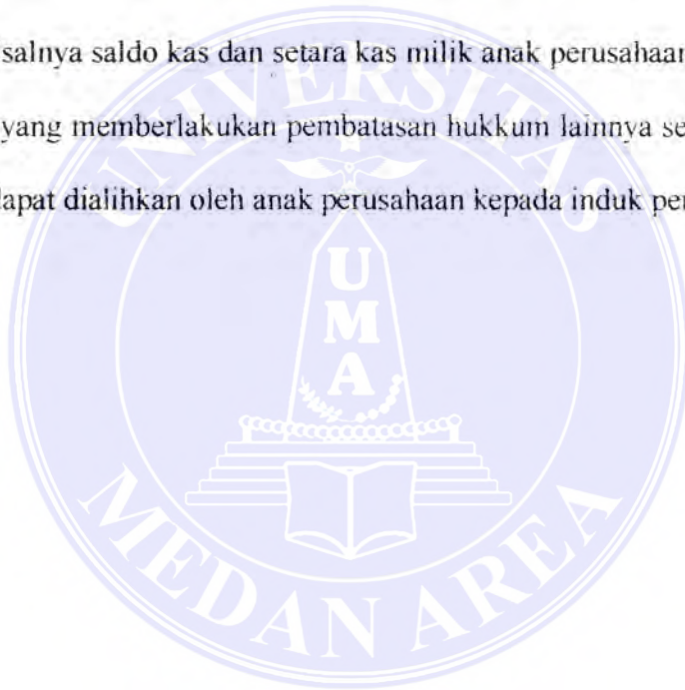 salnya saldo kas dan setara kas milik anak perusahaan
yang memberlakukan pembatasan hukkum lainnya se
dapat dialihkan oleh anak perusahaan kepada induk per
UNIVERSITAS
UMA
MEDAN AREA